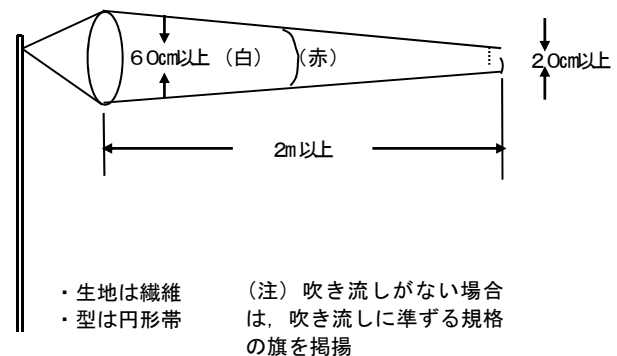 60cm以上 （白） （赤） 20cm以上
2m以上
・生地は繊維
・型は円形帯
（注）吹き流しがない場合
は，吹き流しに準ずる規格
の旗を掲揚